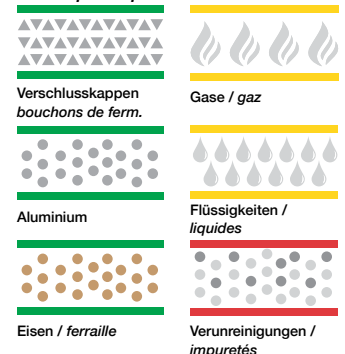 Verschlusskappen
bouchons de ferm.
Gase / gaz
Aluminium
Flüssigkeiten /
liquides
Eisen / ferraille
Verunreinigungen /
impuretés